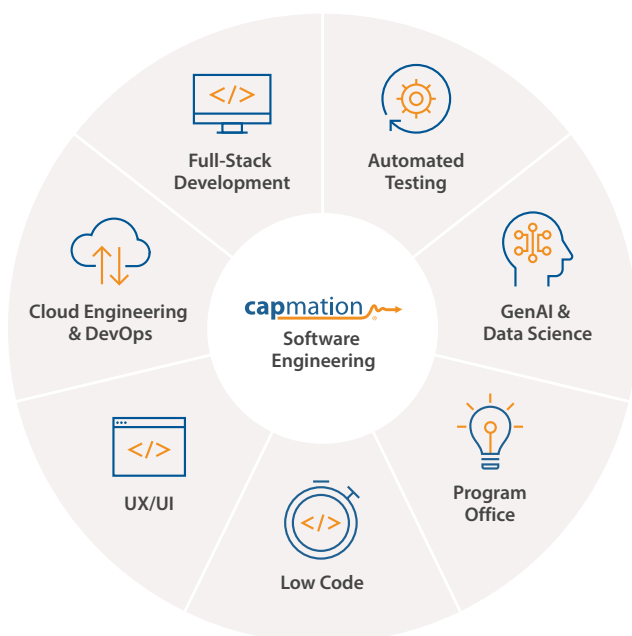 </>
Full-Stack
Development
Automated
Testing
GenAI &
Data Science
Program
Office
</>
Low Code
</>
UX/UI
Cloud Engineering
& DevOps
capmation
®
Software
Engineering